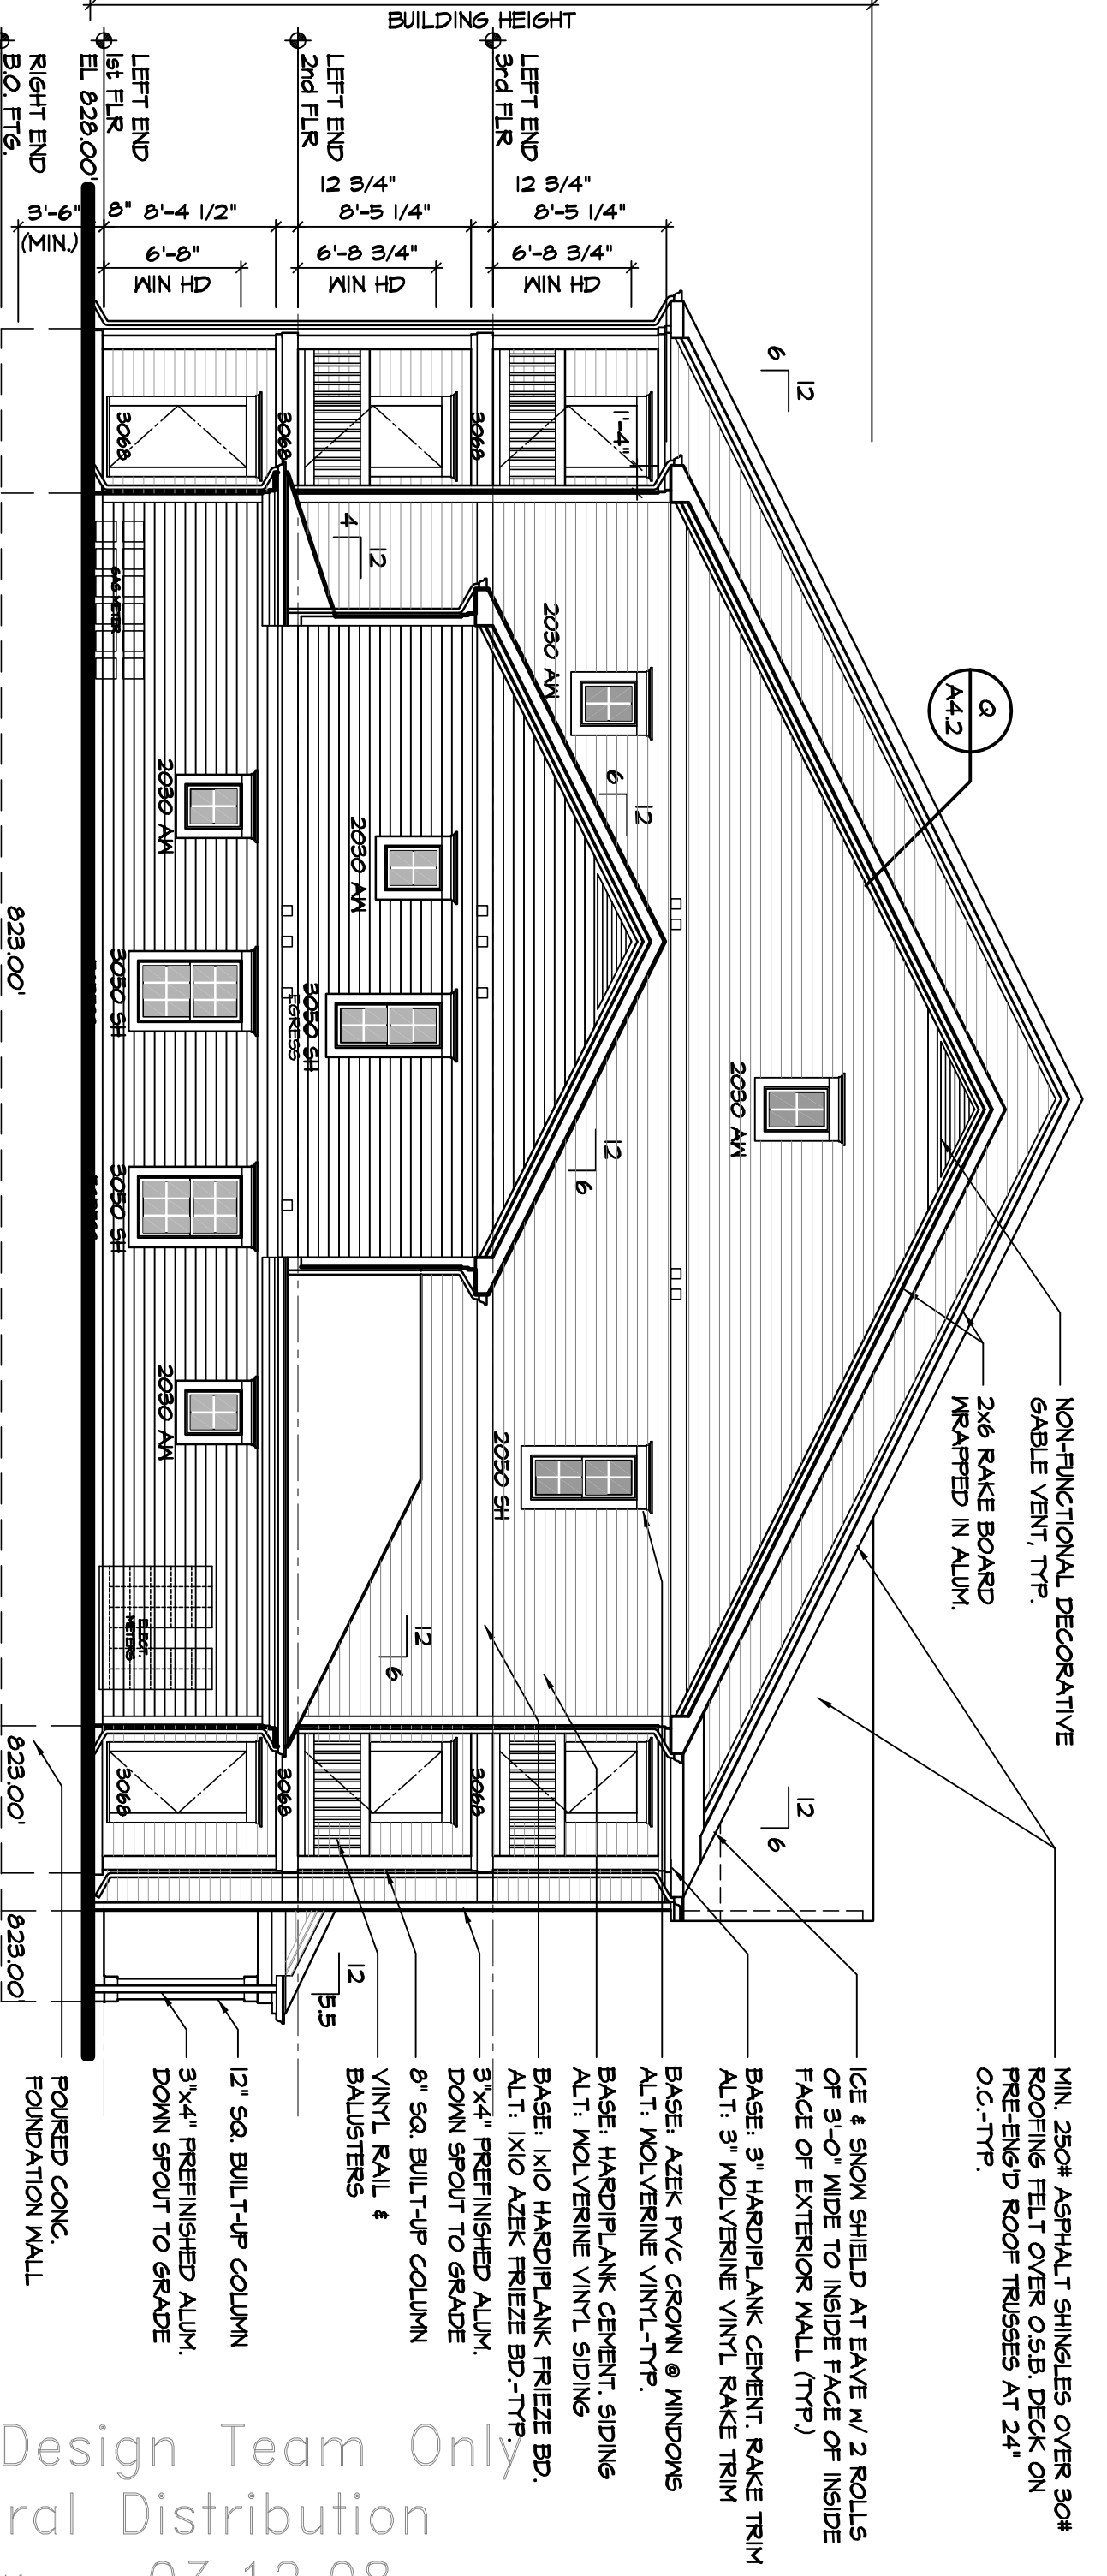 BUILDING HEIGHT
LEFT END
3rd FLR
LEFT END
2nd FLR
LEFT END
1st FLR
EL 828.00'
RIGHT END
B.O. FTG.
12 3/4"
8'-5 1/4"
12 3/4"
8'-5 1/4"
8"
8'-4 1/2"
3'-6"
(MIN.)
6'-8 3/4"
WIN HD
6'-8 3/4"
WIN HD
6'-8"
WIN HD
12
6
1'-4"
3068
3068
3068
Q
A4.2
12
4
GAS METER
2030 AW
12
6
2030 AW
2030 AW
3050 SH
EGRESS
3050 SH
3050 SH
2030 AW
12
6
2030 AW
2050 SH
12
6
ELECT.
METERS
12
6
3068
3068
3068
12
5.5
823.00'
823.00'
823.00'
NON-FUNCTIONAL DECORATIVE
GABLE VENT, TYP.
2x6 RAKE BOARD
WRAPPED IN ALUM.
MIN. 250# ASPHALT SHINGLES OVER 30#
ROOFING FELT OVER O.S.B. DECK ON
PRE-ENG'D ROOF TRUSSES AT 24"
O.C.-TYP.
ICE & SNOW SHIELD AT EAVE W/ 2 ROLLS
OF 3'-0" WIDE TO INSIDE FACE OF INSIDE
FACE OF EXTERIOR WALL (TYP.)
BASE: 3" HARDIPLANK CEMENT. RAKE TRIM
ALT: 3" WOLVERINE VINYL RAKE TRIM
BASE: AZEK PVC CROWN @ WINDOWS
ALT: WOLVERINE VINYL-TYP.
BASE: HARDIPLANK CEMENT. SIDING
ALT: WOLVERINE VINYL SIDING
BASE: 1x10 HARDIPLANK FRIEZE BD.
ALT: 1X10 AZEK FRIEZE BD.-TYP.
3"x4" PREFINISHED ALUM.
DOWN SPOUT TO GRADE
8" SQ. BUILT-UP COLUMN
VINYL RAIL &
BALUSTERS
12" SQ. BUILT-UP COLUMN
3"x4" PREFINISHED ALUM.
DOWN SPOUT TO GRADE
POURED CONC.
FOUNDATION WALL
Design Team Only
ral Distribution
03.12.08